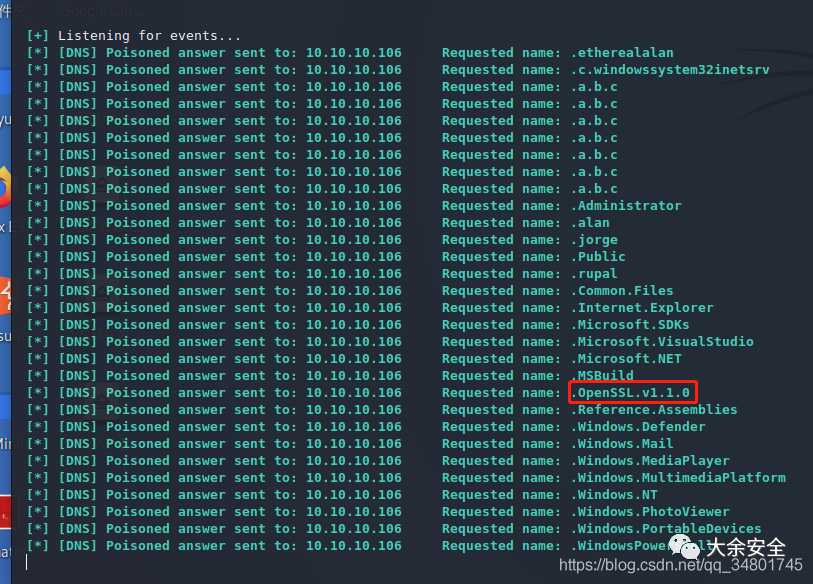 Google Chr...
[+] Listening for events...
[*] [DNS] Poisoned answer sent to: 10.10.10.106 Requested name: .etherealalan
[*] [DNS] Poisoned answer sent to: 10.10.10.106 Requested name: .c.windowssystem32inetsrv
[*] [DNS] Poisoned answer sent to: 10.10.10.106 Requested name: .a.b.c
[*] [DNS] Poisoned answer sent to: 10.10.10.106 Requested name: .a.b.c
[*] [DNS] Poisoned answer sent to: 10.10.10.106 Requested name: .a.b.c
[*] [DNS] Poisoned answer sent to: 10.10.10.106 Requested name: .a.b.c
[*] [DNS] Poisoned answer sent to: 10.10.10.106 Requested name: .a.b.c
[*] [DNS] Poisoned answer sent to: 10.10.10.106 Requested name: .a.b.c
[*] [DNS] Poisoned answer sent to: 10.10.10.106 Requested name: .a.b.c
[*] [DNS] Poisoned answer sent to: 10.10.10.106 Requested name: .Administrator
[*] [DNS] Poisoned answer sent to: 10.10.10.106 Requested name: .alan
[*] [DNS] Poisoned answer sent to: 10.10.10.106 Requested name: .jorge
[*] [DNS] Poisoned answer sent to: 10.10.10.106 Requested name: .Public
[*] [DNS] Poisoned answer sent to: 10.10.10.106 Requested name: .rupal
[*] [DNS] Poisoned answer sent to: 10.10.10.106 Requested name: .Common.Files
[*] [DNS] Poisoned answer sent to: 10.10.10.106 Requested name: .Internet.Explorer
[*] [DNS] Poisoned answer sent to: 10.10.10.106 Requested name: .Microsoft.SDKs
[*] [DNS] Poisoned answer sent to: 10.10.10.106 Requested name: .Microsoft.VisualStudio
[*] [DNS] Poisoned answer sent to: 10.10.10.106 Requested name: .Microsoft.NET
[*] [DNS] Poisoned answer sent to: 10.10.10.106 Requested name: .MSBuild
[*] [DNS] Poisoned answer sent to: 10.10.10.106 Requested name: .OpenSSL.v1.1.0
[*] [DNS] Poisoned answer sent to: 10.10.10.106 Requested name: .Reference.Assemblies
[*] [DNS] Poisoned answer sent to: 10.10.10.106 Requested name: .Windows.Defender
[*] [DNS] Poisoned answer sent to: 10.10.10.106 Requested name: .Windows.Mail
[*] [DNS] Poisoned answer sent to: 10.10.10.106 Requested name: .Windows.MediaPlayer
[*] [DNS] Poisoned answer sent to: 10.10.10.106 Requested name: .Windows.MultimediaPlatform
[*] [DNS] Poisoned answer sent to: 10.10.10.106 Requested name: .Windows.NT
[*] [DNS] Poisoned answer sent to: 10.10.10.106 Requested name: .Windows.PhotoViewer
[*] [DNS] Poisoned answer sent to: 10.10.10.106 Requested name: .Windows.PortableDevices
[*] [DNS] Poisoned answer sent to: 10.10.10.106 Requested name:
大余安全
https://blog.csdn.net/qq_34801745